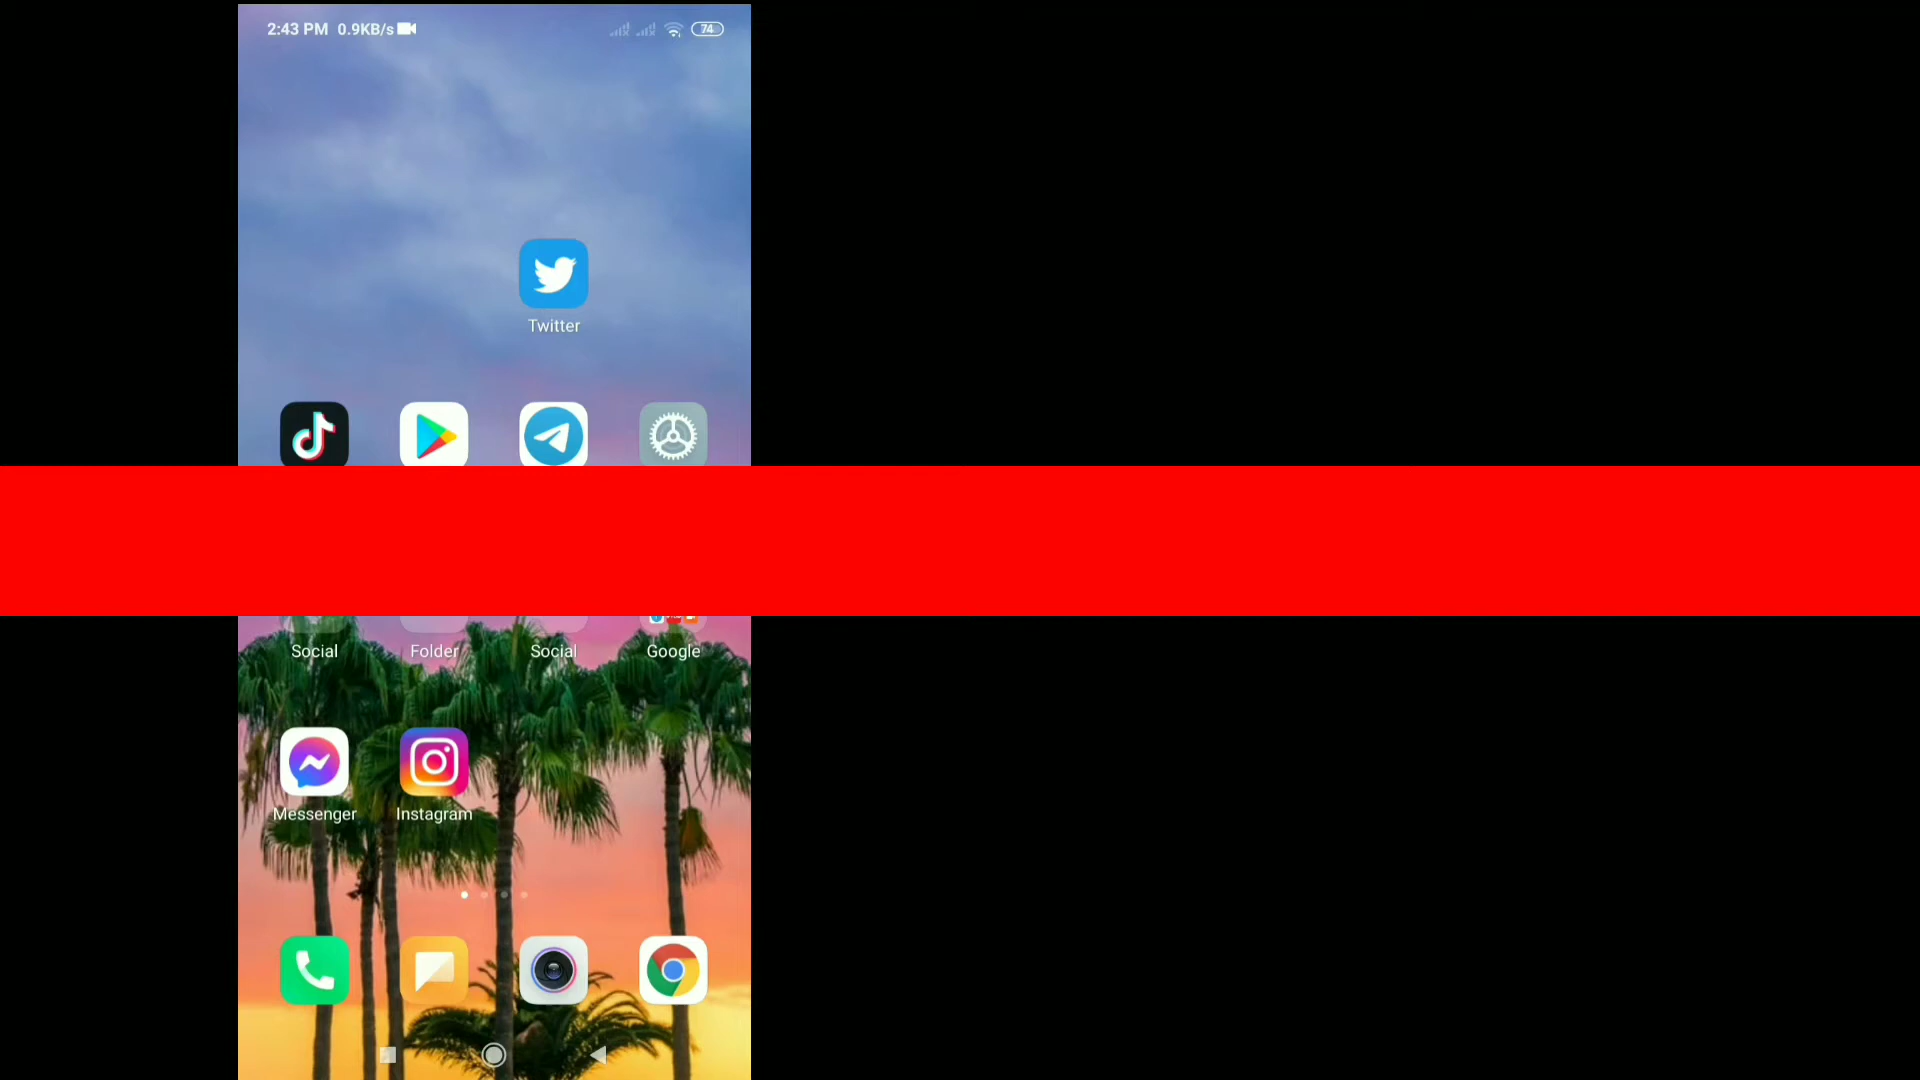 2:43 PM 0.9KB/s 74
Twitter
Social Folder Social Google
Messenger Instagram